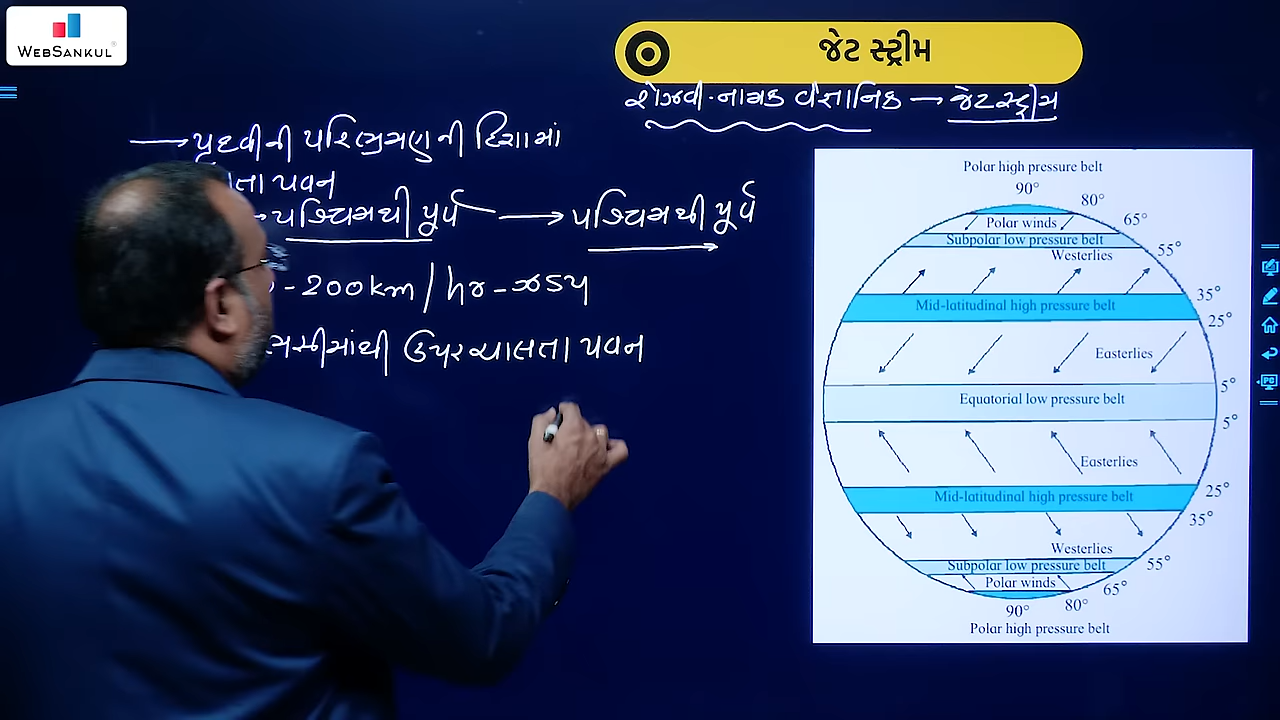 WEBSANKUL
જેટ સ્ટ્રીમ
નામક વૈજ્ઞાનિક → જેટસ્ટ્રીમ
→ પૃથ્વીની પરિભ્રમણની દિશામાં
પવન
પશ્ચિમથી પૂર્વ → પશ્ચિમથી પૂર્વ
- 200km/hr - ઝડપ
ઉપર ચાલતા પવન
Polar high pressure belt
90°
80°
Polar winds
65°
Subpolar low pressure belt
55°
Westerlies
35°
Mid-latitudinal high pressure belt
25°
Easterlies
5°
Equatorial low pressure belt
5°
Easterlies
25°
Mid-latitudinal high pressure belt
35°
Westerlies
55°
Subpolar low pressure belt
65°
Polar winds
80°
90°
Polar high pressure belt